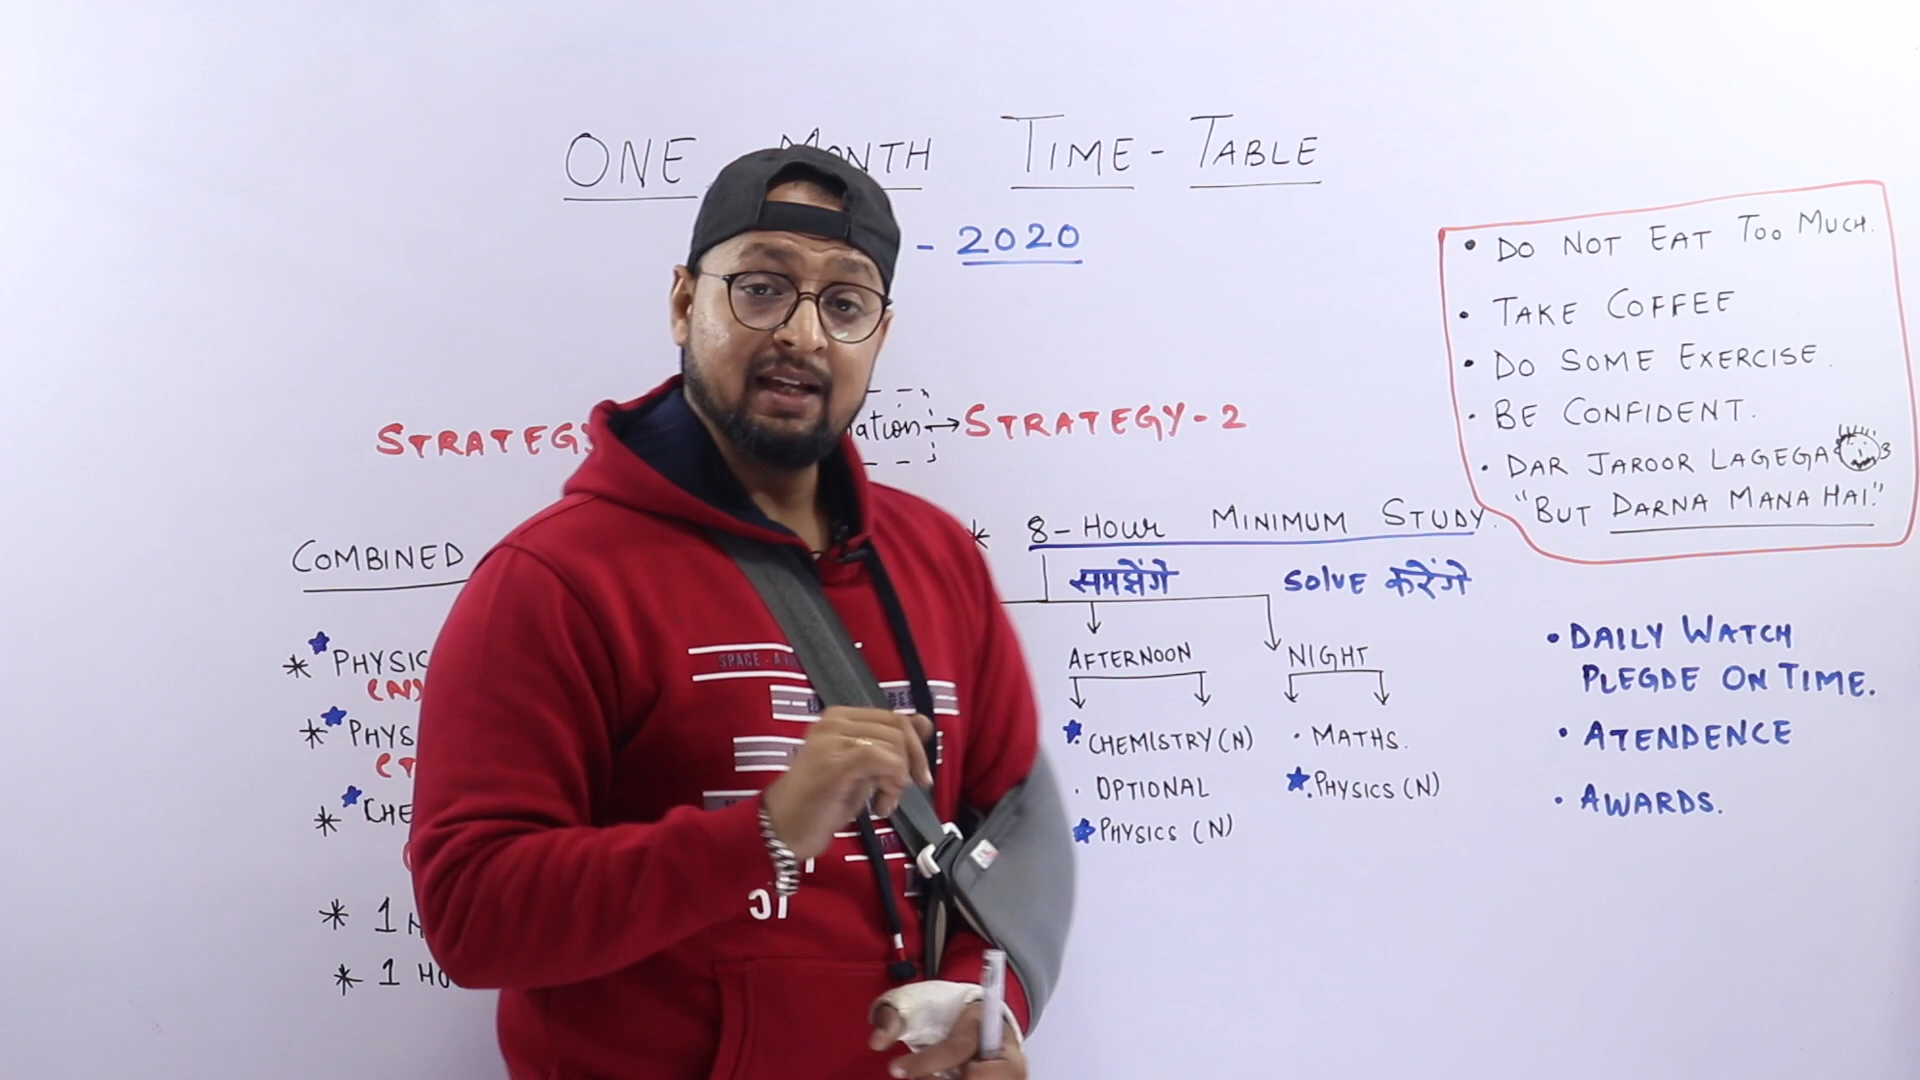 ONE MONTH TIME-TABLE
- 2020
STRATEGY
ation → STRATEGY-2
COMBINED
* 8-HOUR MINIMUM STUDY.
समझेंगे
SOLVE करेंगे
* PHYSIC
(N)
* PHYS
(T
* CHE
* 1 H
* 1 HO
AFTERNOON
• CHEMISTRY (N)
• OPTIONAL
PHYSICS (N)
NIGHT
• MATHS.
• PHYSICS (N)
• DO NOT EAT TOO MUCH.
• TAKE COFFEE
• DO SOME EXERCISE.
• BE CONFIDENT.
• DAR JAROOR LAGEGA
"BUT DARNA MANA HAI."
• DAILY WATCH
PLEGDE ON TIME.
• ATENDENCE
• AWARDS.
SPACE-A